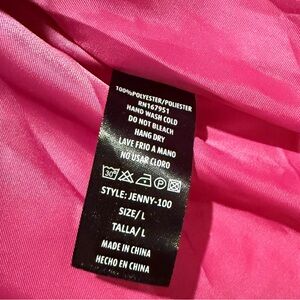 100%POLYESTER/POLIESTER
RN167951
HAND WASH COLD
DO NOT BLEACH
HANG DRY
LAVE FRIO A MANO
NO USAR CLORO
30°
STYLE: JENNY-100
SIZE/ L
TALLA/ L
MADE IN CHINA
HECHO EN CHINA